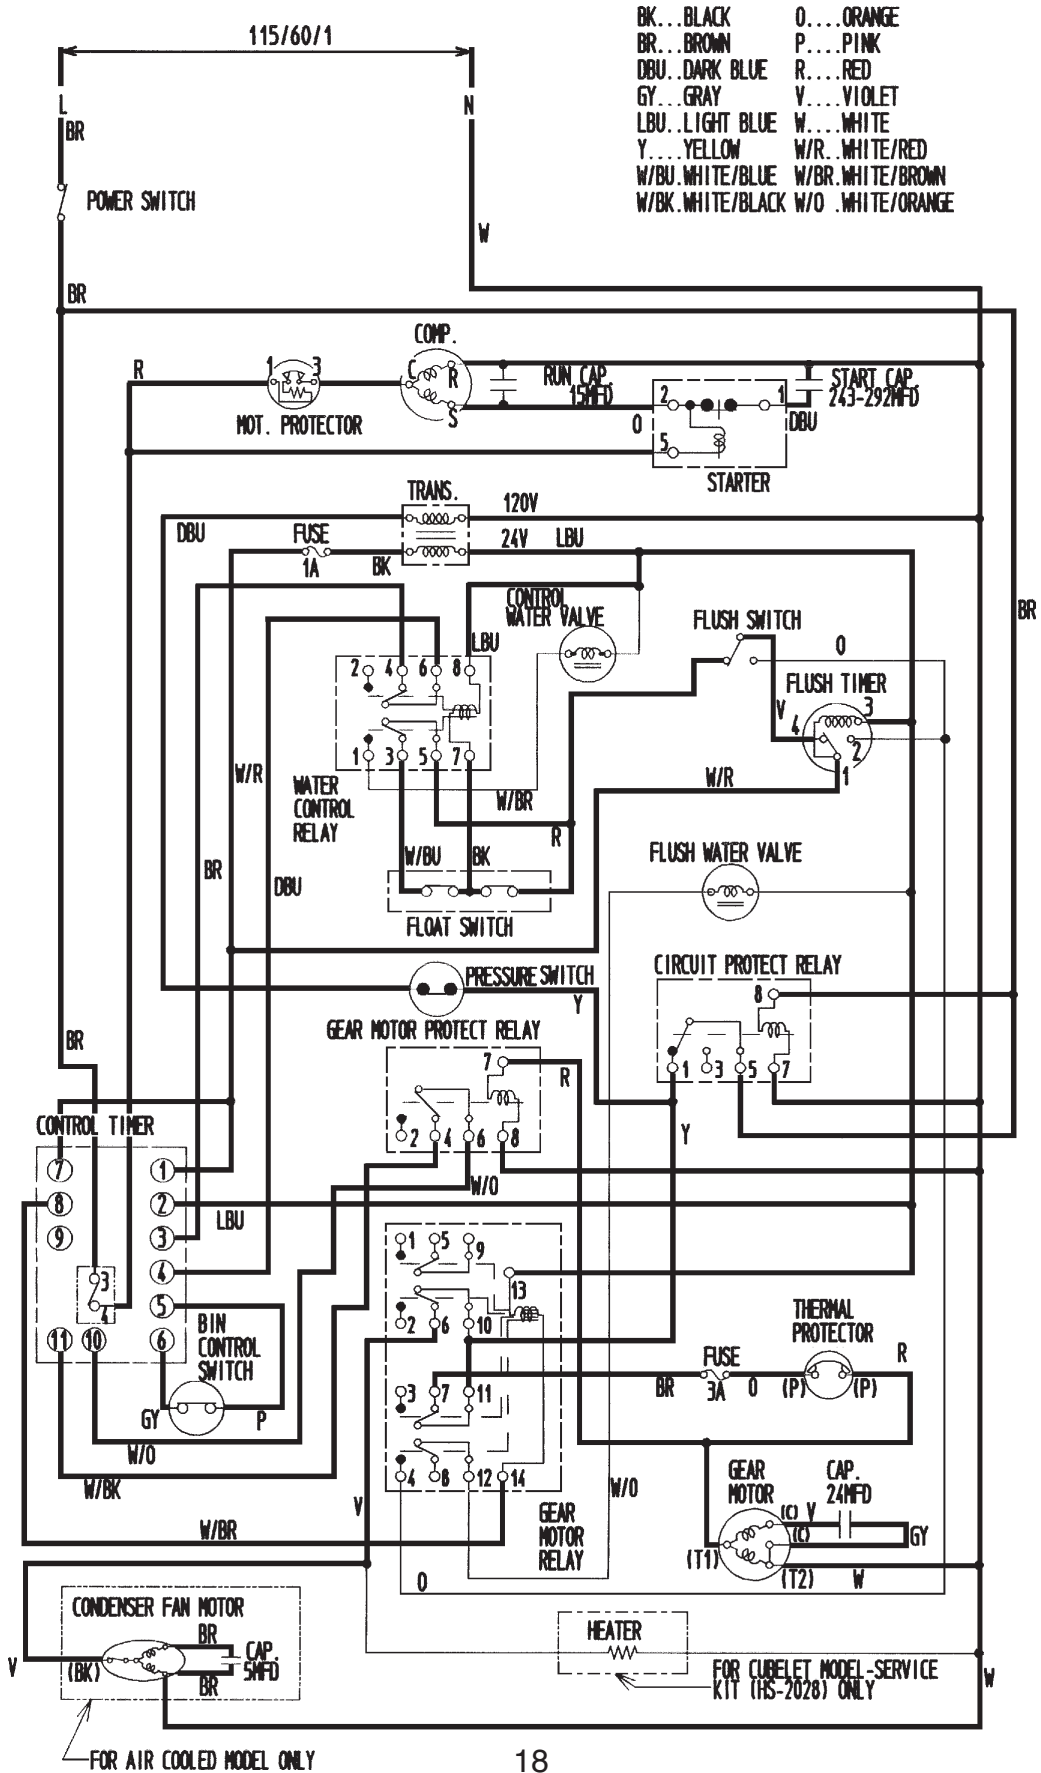 115/60/1
BK...BLACK O....ORANGE
BR...BROWN P....PINK
DBU..DARK BLUE R....RED
GY...GRAY V....VIOLET
LBU..LIGHT BLUE W....WHITE
Y....YELLOW W/R..WHITE/RED
W/BU.WHITE/BLUE W/BR.WHITE/BROWN
W/BK.WHITE/BLACK W/O .WHITE/ORANGE
L
N
BR
POWER SWITCH
W
BR
COMP.
R
1 3
C
R
S
MOT. PROTECTOR
RUN CAP.
15MFD
START CAP.
243-292MFD
2 1
5
O
DBU
STARTER
TRANS.
120V
DBU
FUSE
1A
BK
24V
LBU
CONTROL
WATER VALVE
BR
FLUSH SWITCH
O
LBU
2 4 6 8
FLUSH TIMER
V
4
3
2
1
1 3 5 7
W/R
WATER
CONTROL
RELAY
W/BR
W/R
R
W/BU
BK
FLUSH WATER VALVE
BR
DBU
FLOAT SWITCH
CIRCUIT PROTECT RELAY
PRESSURE SWITCH
8
Y
GEAR MOTOR PROTECT RELAY
BR
7
R
1 3 5 7
CONTROL TIMER
2 4 6 8
Y
7 1
W/O
8 2
LBU
9 3
1 5 9
4
13
3
4
5
BIN
CONTROL
SWITCH
2 6 10
THERMAL
PROTECTOR
11 10 6
FUSE
3A
R
3 7 11
BR
O
(P) (P)
GY
P
W/O
4 8 12 14
W/O
GEAR
MOTOR
CAP.
24MFD
W/BK
V
GEAR
MOTOR
RELAY
(C) V
(C)
GY
W/BR
(T1)
(T2)
W
O
CONDENSER FAN MOTOR
BR
CAP.
5MFD
HEATER
V
(BK)
BR
FOR CUBELET MODEL-SERVICE
KIT (HS-2028) ONLY
W
FOR AIR COOLED MODEL ONLY
18